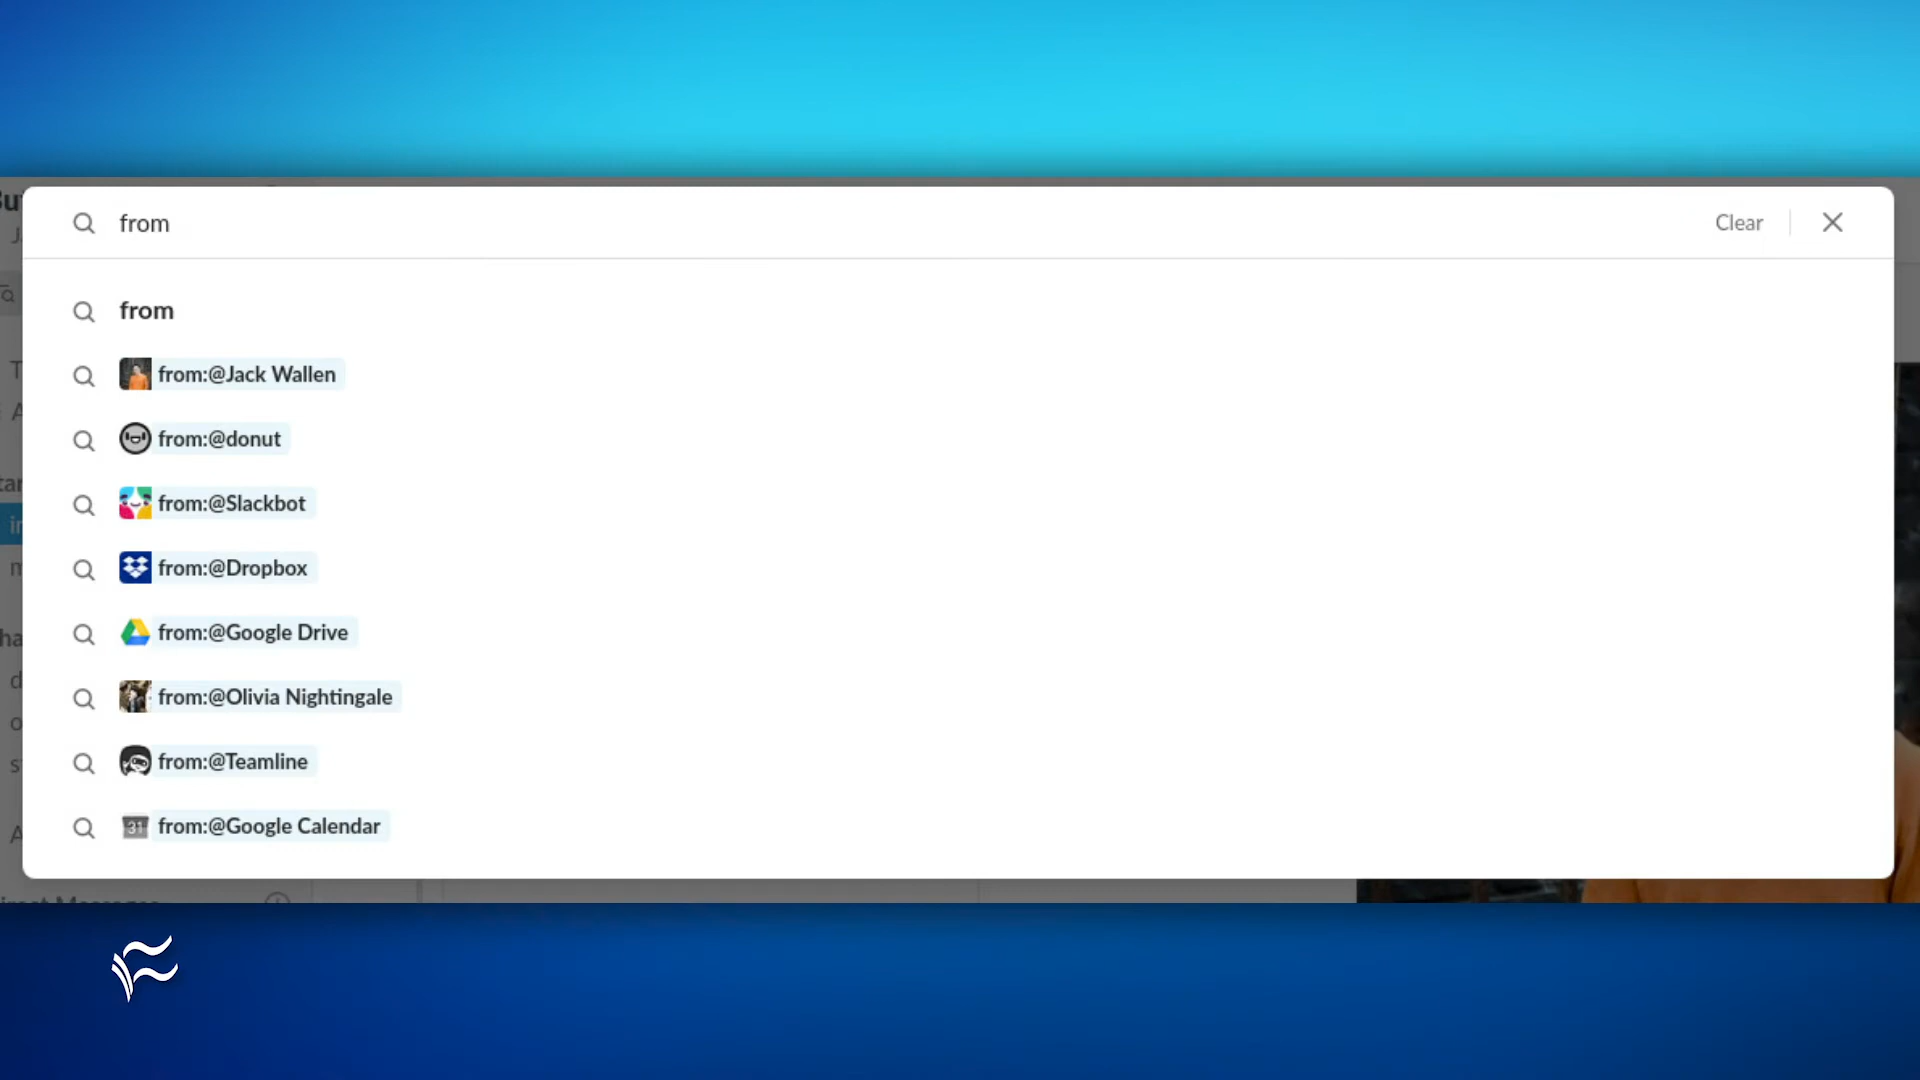 from
Clear
from
from:@Jack Wallen
from:@donut
from:@Slackbot
from:@Dropbox
from:@Google Drive
from:@Olivia Nightingale
from:@Teamline
31
from:@Google Calendar